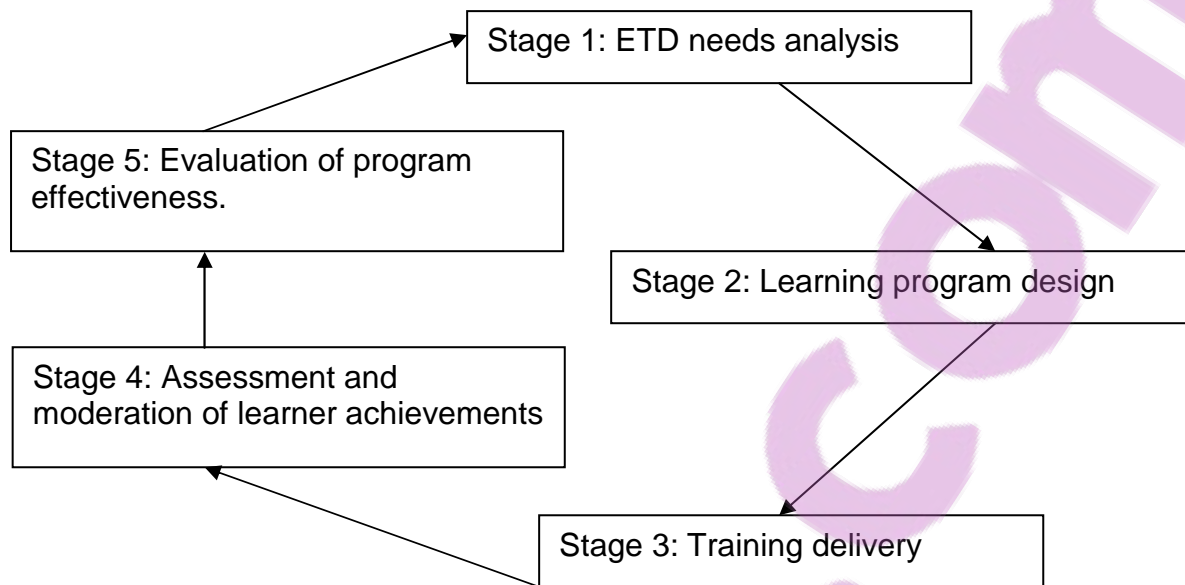 Stage 1: ETD needs analysis
Stage 5: Evaluation of program
effectiveness.
Stage 2: Learning program design
Stage 4: Assessment and
moderation of learner achievements
Stage 3: Training delivery
com